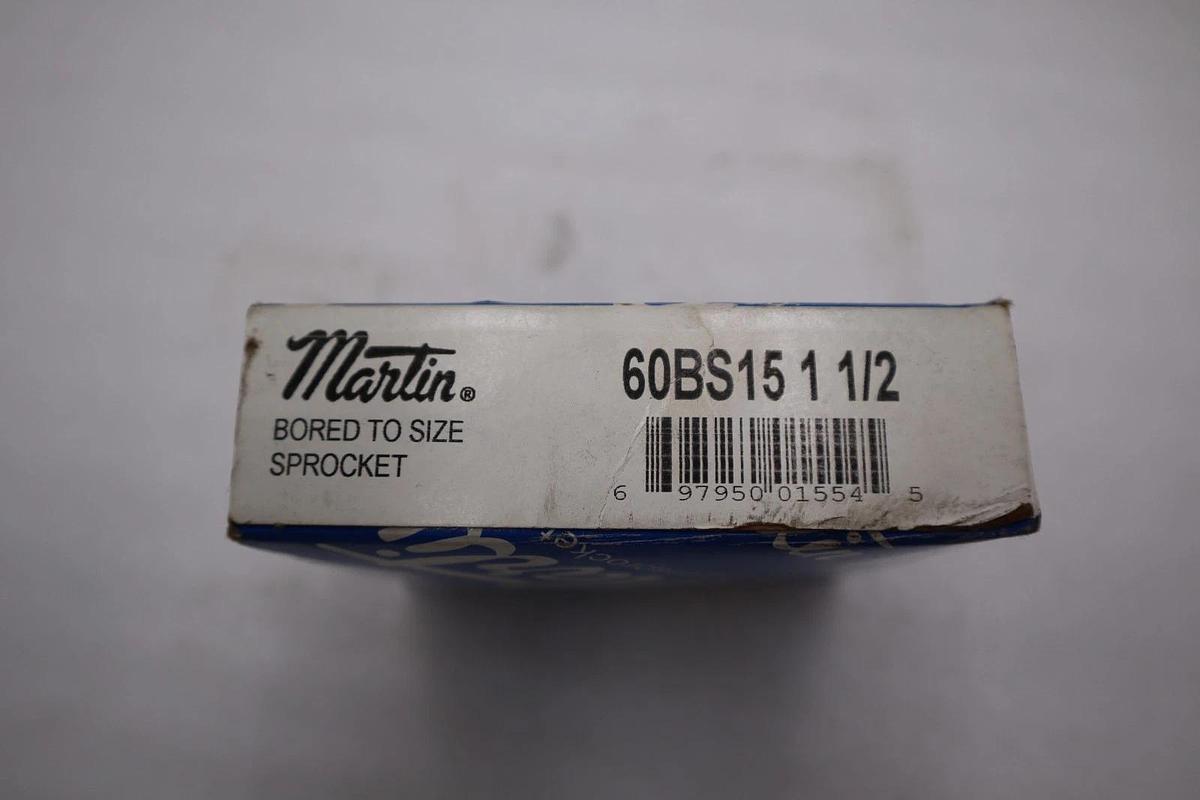 Martin®
BORED TO SIZE
SPROCKET
60BS15 1 1/2
6 97950 01554 5